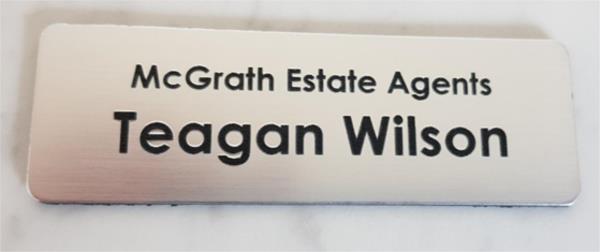 McGrath Estate Agents
Teagan Wilson